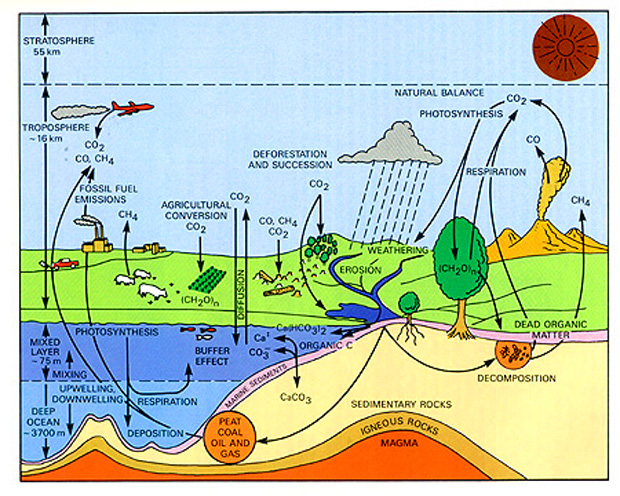 STRATOSPHERE
55 km
NATURAL BALANCE
CO2
PHOTOSYNTHESIS
TROPOSPHERE
~16 km
CO2
CO, CH4
DEFORESTATION
AND SUCCESSION
CO
RESPIRATION
FOSSIL FUEL
EMISSIONS
CH4
AGRICULTURAL
CONVERSION
CO2
CO2
CO, CH4
CO2
CO2
CH4
WEATHERING
EROSION
(CH2O)n
(CH2O)n
DIFFUSION
PHOTOSYNTHESIS
BUFFER
EFFECT
Ca(HCO3)2
Ca‡
CO3=
ORGANIC C
DEAD ORGANIC
MATTER
MIXED
LAYER
~75 m
MIXING
DECOMPOSITION
UPWELLING,
DOWNWELLING
RESPIRATION
MARINE SEDIMENTS
CaCO3
DEEP
OCEAN
~3700 m
DEPOSITION
PEAT
COAL
OIL AND
GAS
SEDIMENTARY ROCKS
IGNEOUS ROCKS
MAGMA